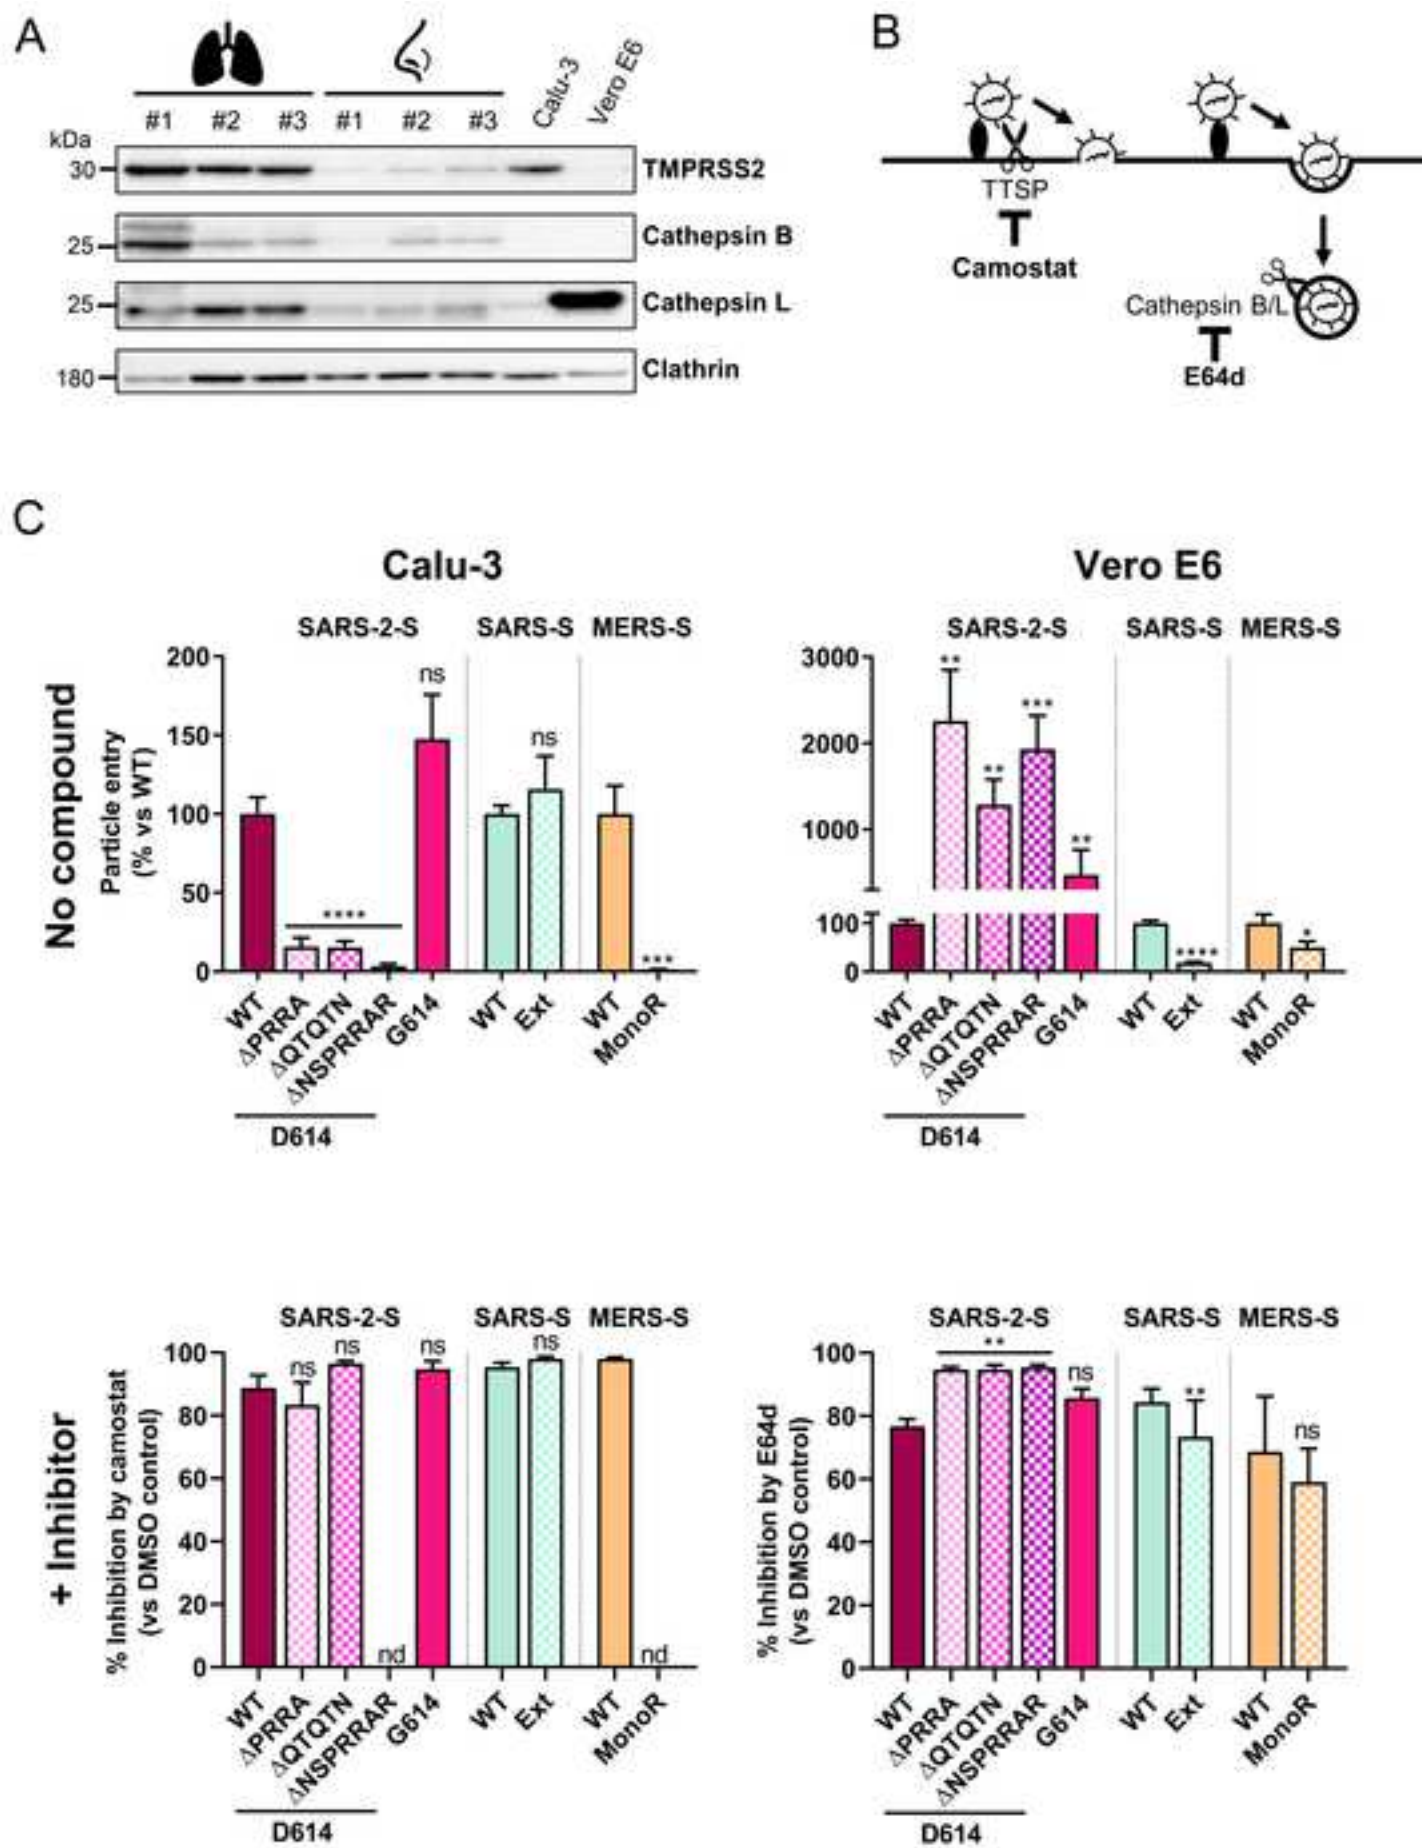 A
#1 #2 #3 #1 #2 #3 Calu-3 Vero E6
kDa
30 TMPRSS2
25 Cathepsin B
25 Cathepsin L
180 Clathrin
B
TTSP
Camostat
Cathepsin B/L
E64d
C
Calu-3
No compound
SARS-2-S SARS-S MERS-S
Particle entry
(% vs WT)
200
150
100
50
0
**** ns ns ***
WT ΔPRRA ΔQTQTN ΔNSPRRAR G614 WT Ext WT MonoR
D614
Vero E6
SARS-2-S SARS-S MERS-S
3000
2000
1000
100
0
** ** *** ** **** *
WT ΔPRRA ΔQTQTN ΔNSPRRAR G614 WT Ext WT MonoR
D614
+ Inhibitor
SARS-2-S SARS-S MERS-S
% Inhibition by camostat
(vs DMSO control)
100
80
60
40
20
0
ns ns nd ns ns nd
WT ΔPRRA ΔQTQTN ΔNSPRRAR G614 WT Ext WT MonoR
D614
SARS-2-S SARS-S MERS-S
% Inhibition by E64d
(vs DMSO control)
100
80
60
40
20
0
** ns ** ns
WT ΔPRRA ΔQTQTN ΔNSPRRAR G614 WT Ext WT MonoR
D614